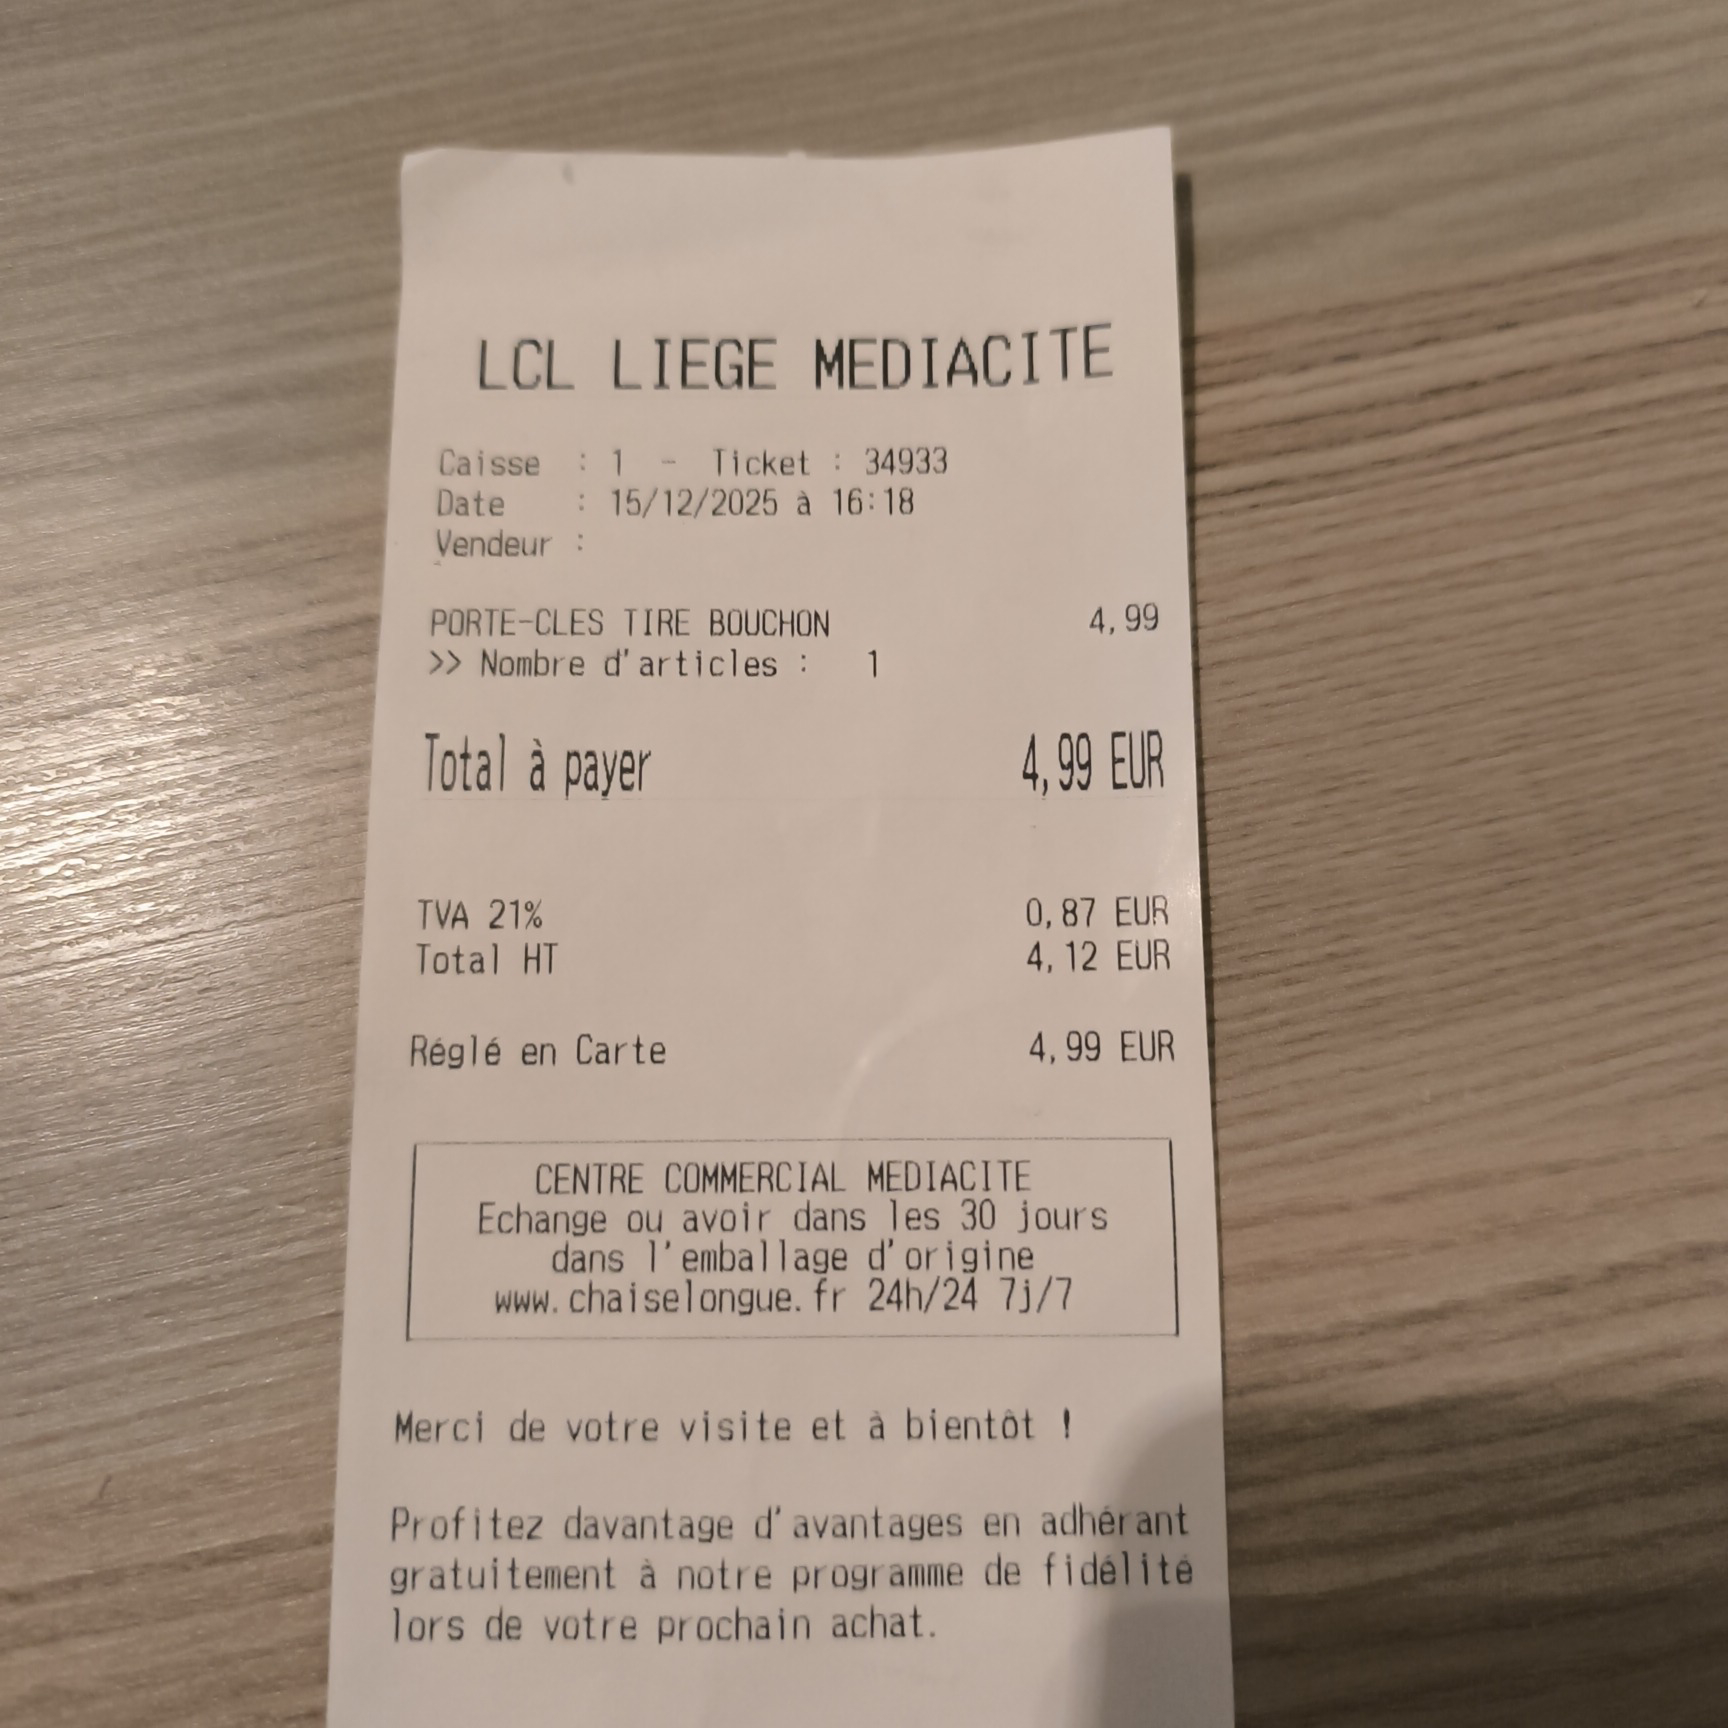 LCL LIEGE MEDIACITE
Caisse : 1 - Ticket : 34933
Date : 15/12/2025 à 16:18
Vendeur :
PORTE-CLES TIRE BOUCHON 4,99
>> Nombre d'articles : 1
Total à payer 4,99 EUR
TVA 21% 0,87 EUR
Total HT 4,12 EUR
Réglé en Carte 4,99 EUR
CENTRE COMMERCIAL MEDIACITE
Echange ou avoir dans les 30 jours
dans l'emballage d'origine
www.chaiselongue.fr 24h/24 7j/7
Merci de votre visite et à bientôt !
Profitez davantage d'avantages en adhérant
gratuitement à notre programme de fidélité
lors de votre prochain achat.